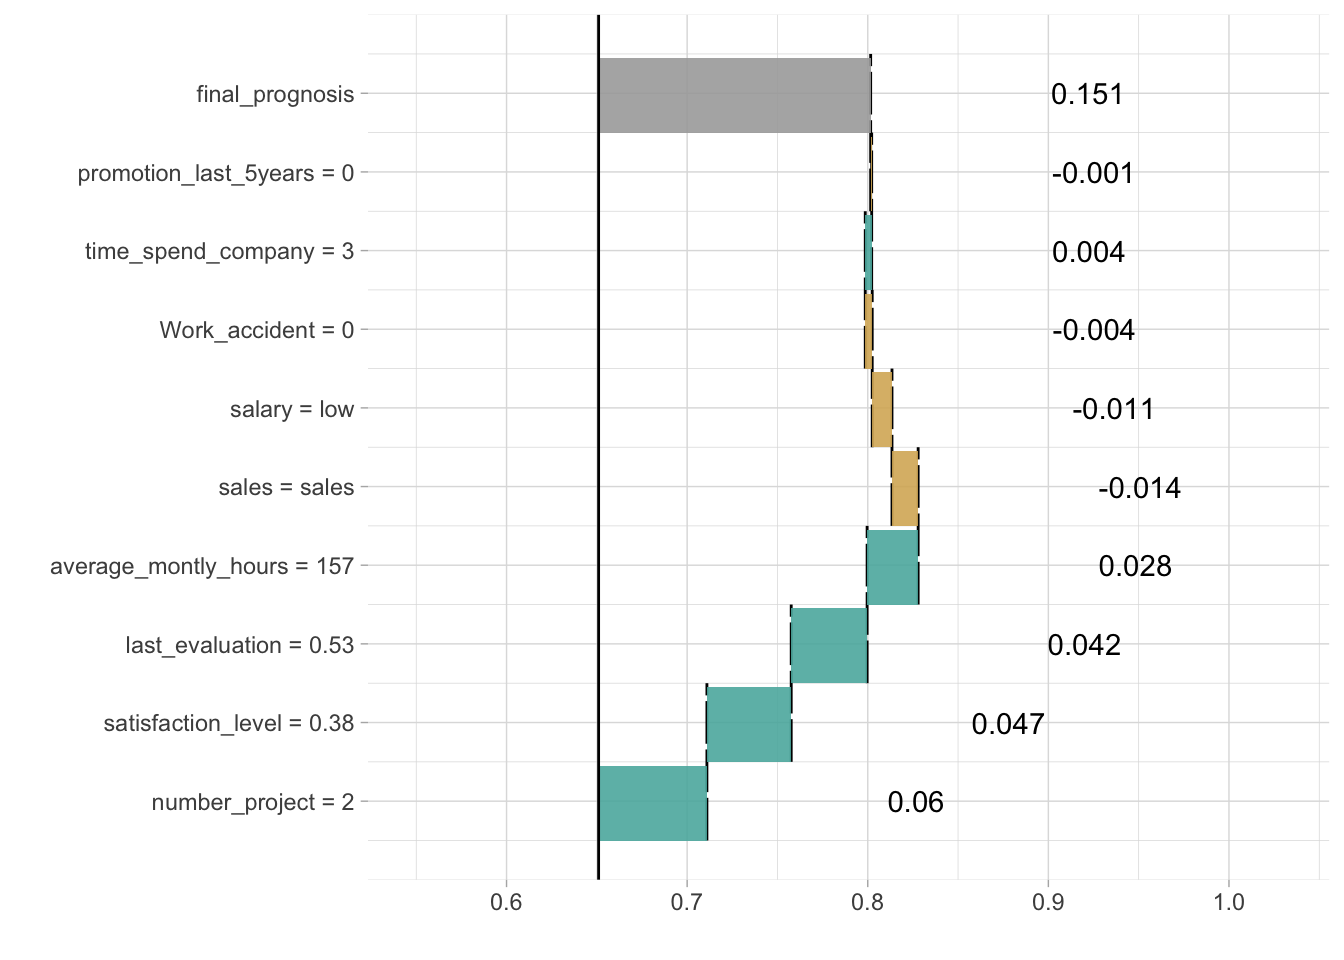 final_prognosis 0.151
promotion_last_5years = 0 -0.001
time_spend_company = 3 0.004
Work_accident = 0 -0.004
salary = low -0.011
sales = sales -0.014
average_montly_hours = 157 0.028
last_evaluation = 0.53 0.042
satisfaction_level = 0.38 0.047
number_project = 2 0.06
0.6 0.7 0.8 0.9 1.0